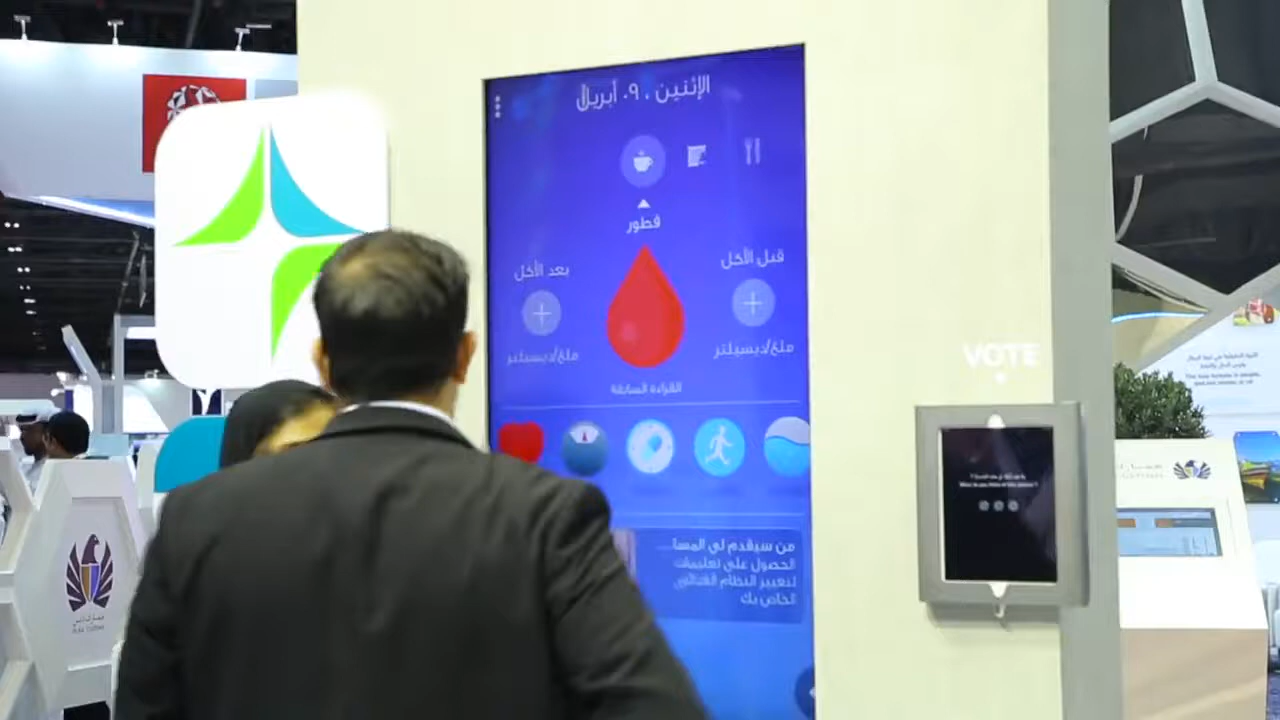 الإثنين ، ٠٩ أبريل
فطور
قبل الأكل
بعد الأكل
ملغ/ديسيلتر
ملغ/ديسيلتر
القراءة السابقة
من سيقدم لي المسا
الحصول على تعليمات
لتغيير النظام الغذائي
الخاص بك
VOTE